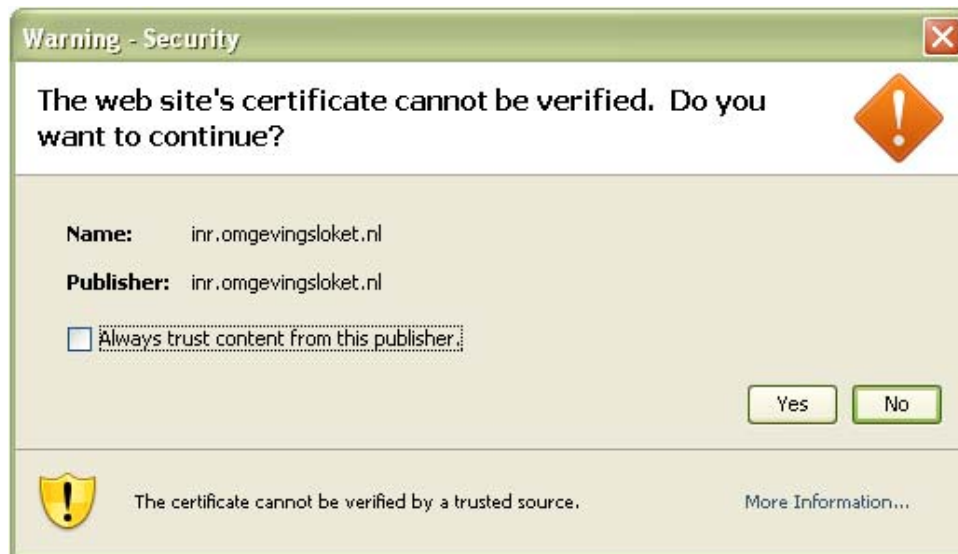 Warning - Security
The web site's certificate cannot be verified. Do you
want to continue?
Name: inr.omgevingsloket.nl
Publisher: inr.omgevingsloket.nl
Always trust content from this publisher.
Yes No
The certificate cannot be verified by a trusted source. More Information...